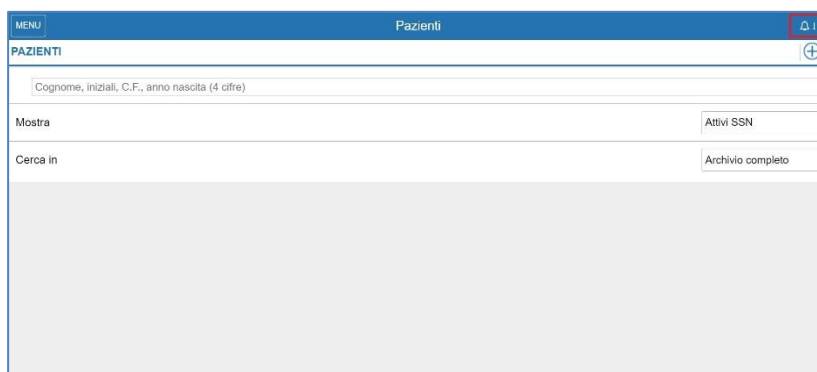 MENU Pazienti
PAZIENTI
Cognome, iniziali, C.F., anno nascita (4 cifre)
Mostra Attivi SSN
Cerca in Archivio completo